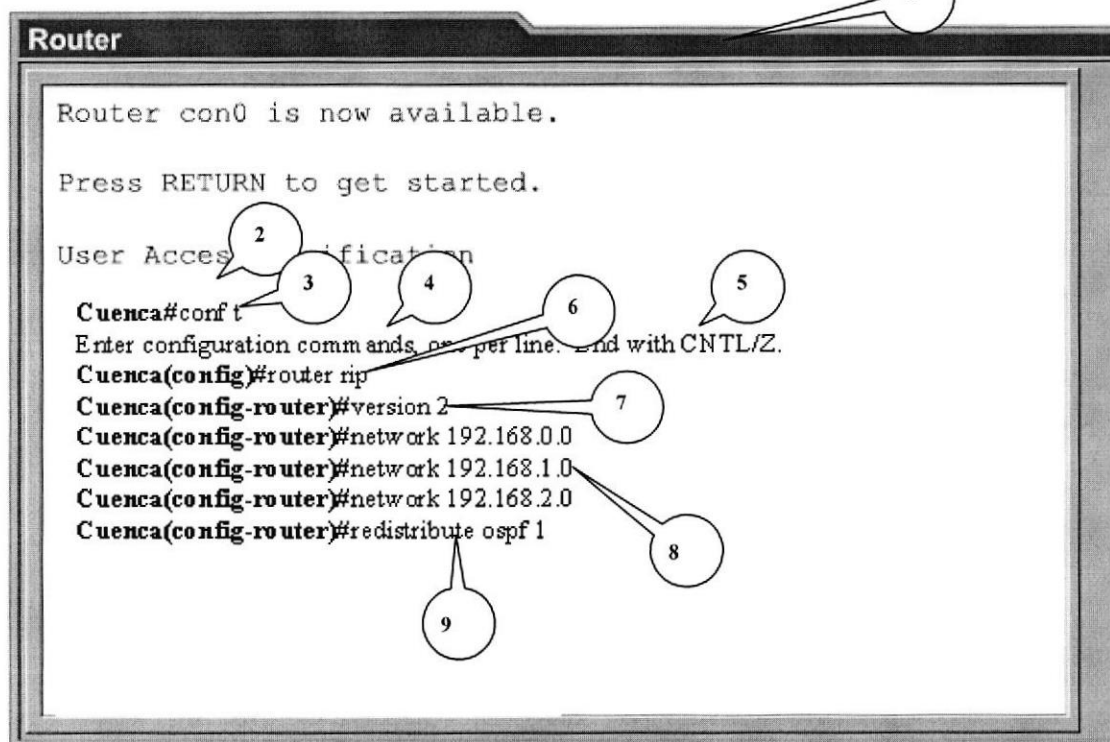 Router
Router con0 is now available.
Press RETURN to get started.
2
User Acces fication
3
4
5
Cuenca#conf t
6
Enter configuration commands, one per line. End with CNTL/Z.
Cuenca(config)#router rip
Cuenca(config-router)#version 2
7
Cuenca(config-router)#network 192.168.0.0
Cuenca(config-router)#network 192.168.1.0
Cuenca(config-router)#network 192.168.2.0
Cuenca(config-router)#redistribute ospf 1
8
9